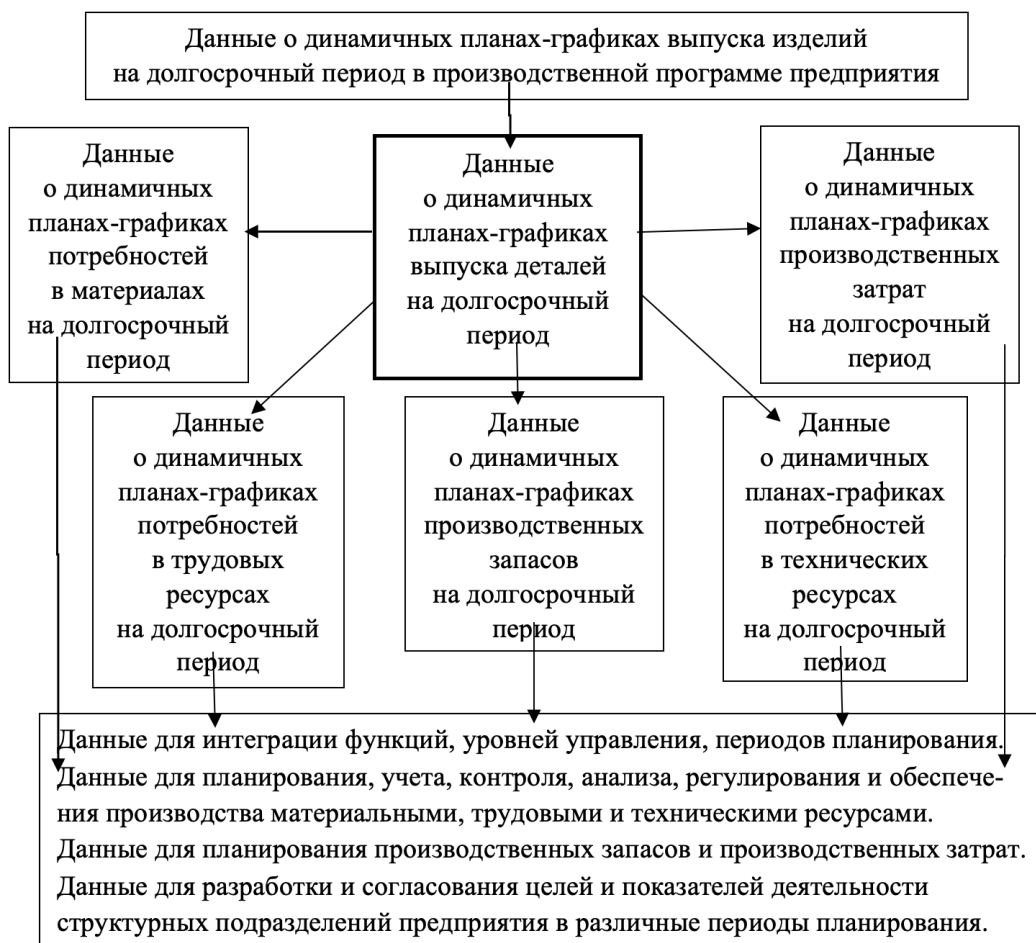 Данные о динамичных планах-графиках выпуска изделий
на долгосрочный период в производственной программе предприятия
Данные
о динамичных
планах-графиках
потребностей
в материалах
на долгосрочный
период
Данные
о динамичных
планах-графиках
выпуска деталей
на долгосрочный
период
Данные
о динамичных
планах-графиках
производственных
затрат
на долгосрочный
период
Данные
о динамичных
планах-графиках
потребностей
в трудовых
ресурсах
на долгосрочный
период
Данные
о динамичных
планах-графиках
производственных
запасов
на долгосрочный
период
Данные
о динамичных
планах-графиках
потребностей
в технических
ресурсах
на долгосрочный
период
Данные для интеграции функций, уровней управления, периодов планирования.
Данные для планирования, учета, контроля, анализа, регулирования и обеспече-
ния производства материальными, трудовыми и техническими ресурсами.
Данные для планирования производственных запасов и производственных затрат.
Данные для разработки и согласования целей и показателей деятельности
структурных подразделений предприятия в различные периоды планирования.